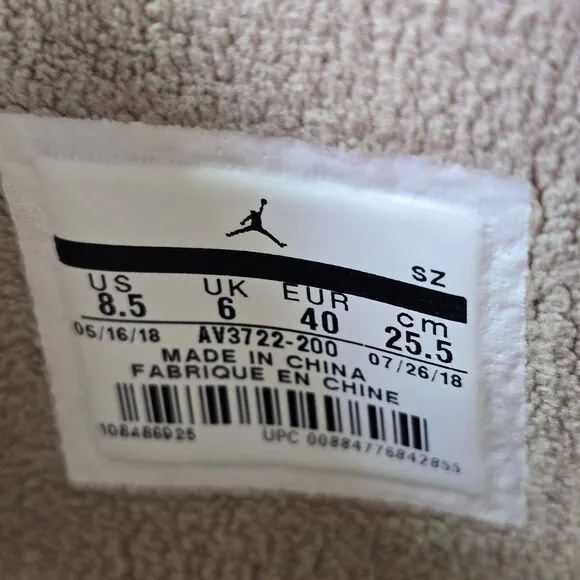 SZ
US UK EUR cm
8.5 6 40 25.5
05/16/18 AV3722-200 07/26/18
MADE IN CHINA
FABRIQUE EN CHINE
108486925 UPC 00884776842855